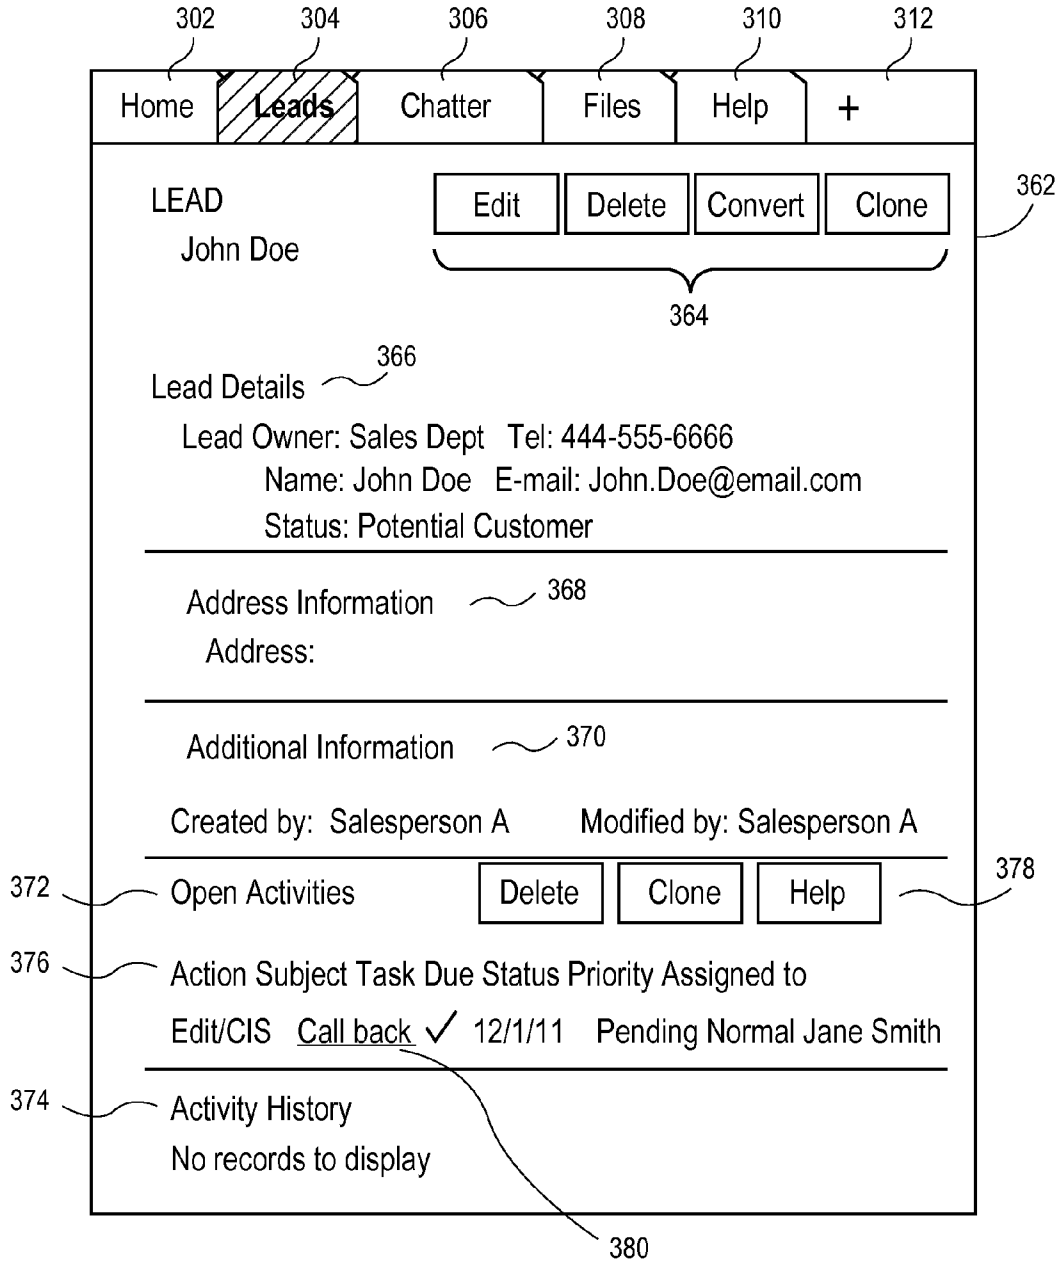 302 304 306 308 310 312
Home Leads Chatter Files Help +
362
LEAD Edit Delete Convert Clone
John Doe
364
366
Lead Details
Lead Owner: Sales Dept Tel: 444-555-6666
Name: John Doe E-mail: John.Doe@email.com
Status: Potential Customer
368
Address Information
Address:
370
Additional Information
Created by: Salesperson A Modified by: Salesperson A
378
372 Open Activities Delete Clone Help
376 Action Subject Task Due Status Priority Assigned to
Edit/CIS Call back ✓ 12/1/11 Pending Normal Jane Smith
374 Activity History
No records to display
380